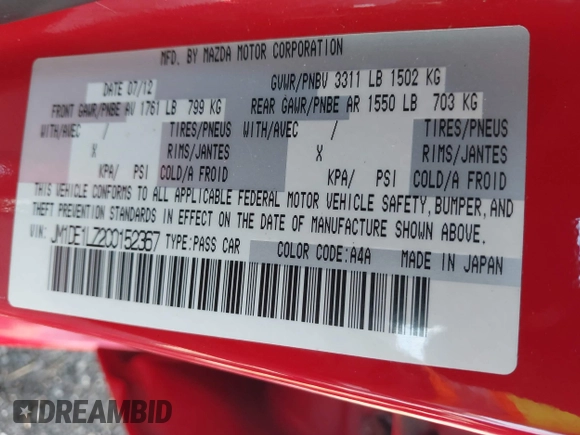 MFD. BY MAZDA MOTOR CORPORATION
DATE 07/12 GVWR/PNBV 3311 LB 1502 KG
FRONT GAWR/PNBE AV 1761 LB 799 KG REAR GAWR/PNBE AR 1550 LB 703 KG
WITH/AVEC / TIRES/PNEUS WITH/AVEC / TIRES/PNEUS
X RIMS/JANTES X RIMS/JANTES
KPA/ PSI COLD/A FROID KPA/ PSI COLD/A FROID
THIS VEHICLE CONFORMS TO ALL APPLICABLE FEDERAL MOTOR VEHICLE SAFETY, BUMPER, AND
THEFT PREVENTION STANDARDS IN EFFECT ON THE DATE OF MANUFACTURE SHOWN ABOVE.
VIN: JM1DE1LZ2C0152367 TYPE:PASS CAR COLOR CODE:A4A MADE IN JAPAN
DREAMBID